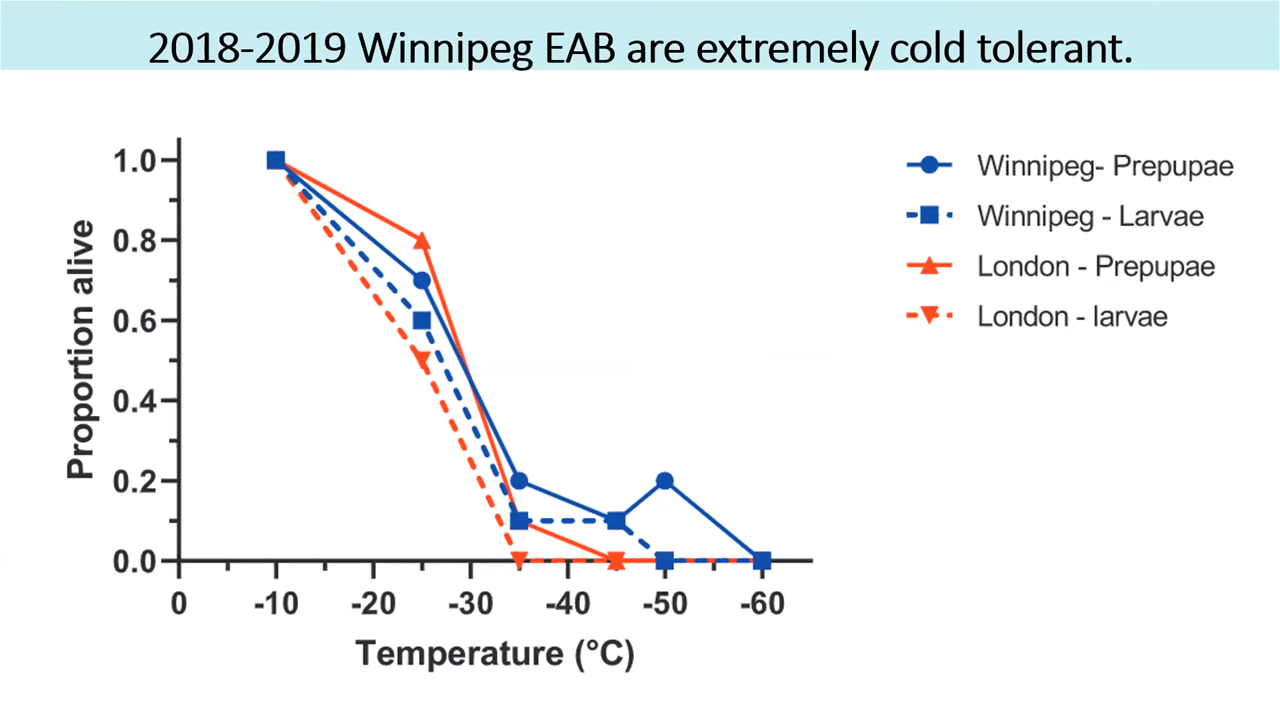 2018-2019 Winnipeg EAB are extremely cold tolerant.
Proportion alive
1.0
0.8
0.6
0.4
0.2
0.0
0 -10 -20 -30 -40 -50 -60
Temperature (°C)
Winnipeg- Prepupae
Winnipeg - Larvae
London - Prepupae
London - larvae